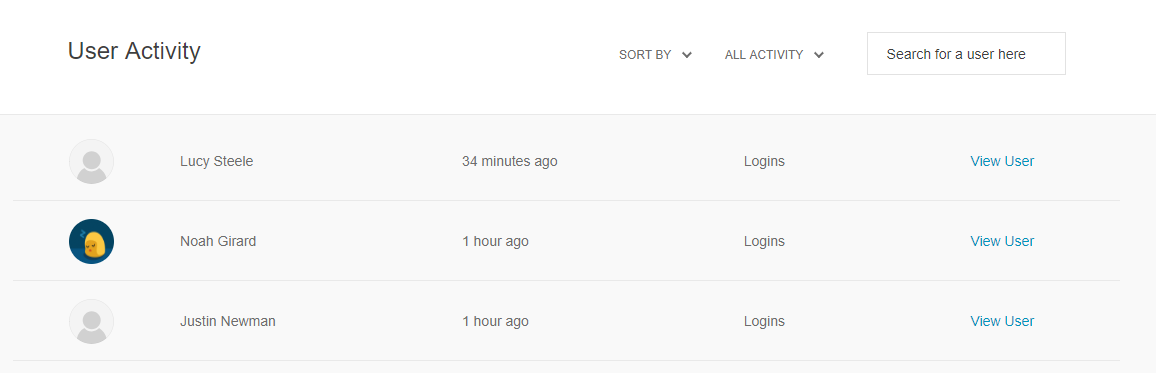 User Activity
SORT BY
ALL ACTIVITY
Search for a user here
Lucy Steele 34 minutes ago Logins View User
Noah Girard 1 hour ago Logins View User
Justin Newman 1 hour ago Logins View User